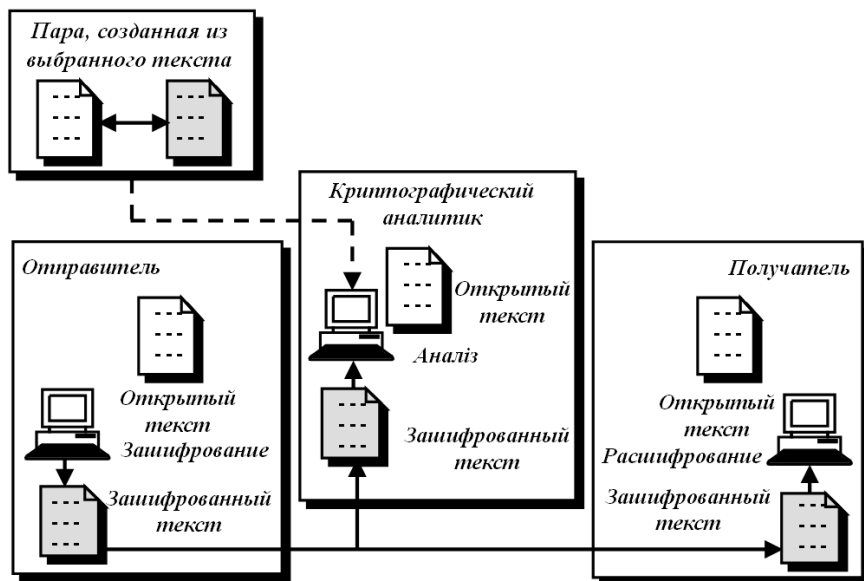 Пара, созданная из
выбранного текста
Криптографический
аналитик
Открытый
текст
Аналіз
Зашифрованный
текст
Отправитель
Открытый
текст
Зашифрование
Зашифрованный
текст
Получатель
Открытый
текст
Расшифрование
Зашифрованный
текст